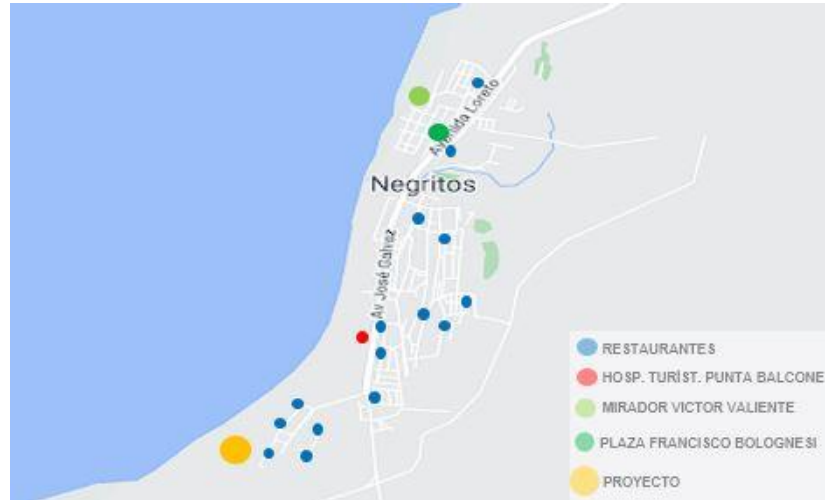 Avenida Loreto
Negritos
Av José Galvez
RESTAURANTES
HOSP. TURÍST. PUNTA BALCONE
MIRADOR VICTOR VALIENTE
PLAZA FRANCISCO BOLOGNESI
PROYECTO